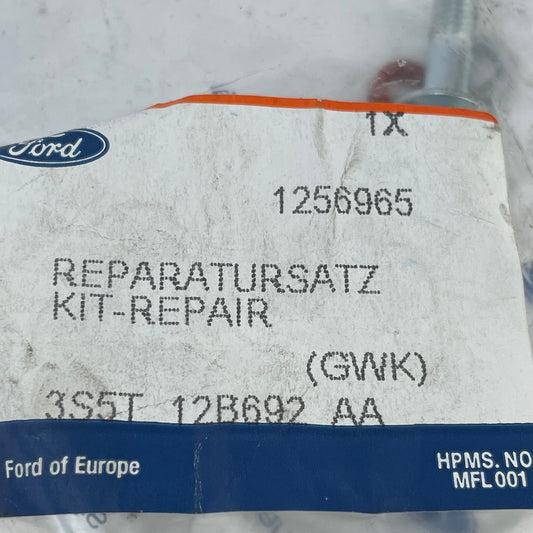 Ford
1X
1256965
REPARATURSATZ
KIT-REPAIR
(GWK)
3S5T 12B692 AA
Ford of Europe
HPMS. NO
MFL001